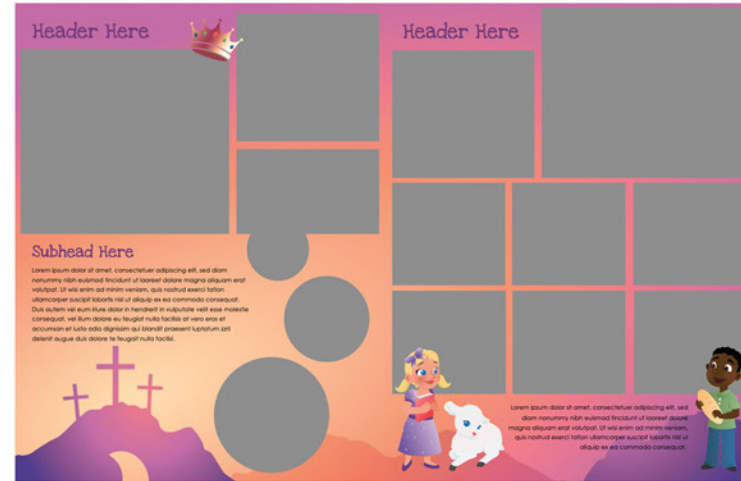 Header Here
Subhead Here
Lorem ipsum dolor sit amet, consectetuer adipiscing elit, sed diam
nonummy nibh euismod tincidunt ut laoreet dolore magna aliquam erat
volutpat. Ut wisi enim ad minim veniam, quis nostrud exerci tation
ullamcorper suscipit lobortis nisl ut aliquip ex ea commodo consequat.
Duis autem vel eum iriure dolor in hendrerit in vulputate velit esse molestie
consequat, vel illum dolore eu feugiat nulla facilisis at vero eros et
accumsan et iusto odio dignissim qui blandit praesent luptatum zzril
delenit augue duis dolore te feugait nulla facilisi.
Header Here
Lorem ipsum dolor sit amet, consectetuer adipiscing elit, sed
diam nonummy nibh euismod tincidunt ut laoreet dolore
magna aliquam erat volutpat. Ut wisi enim ad minim veniam,
quis nostrud exerci tation ullamcorper suscipit lobortis nisl ut
aliquip ex ea commodo consequat.